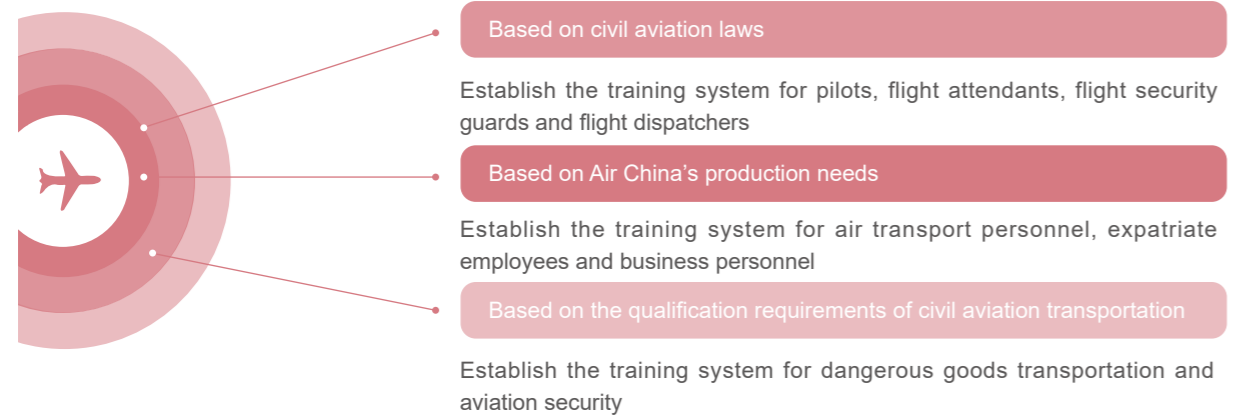 Based on civil aviation laws
Establish the training system for pilots, flight attendants, flight security
guards and flight dispatchers
Based on Air China’s production needs
Establish the training system for air transport personnel, expatriate
employees and business personnel
Based on the qualification requirements of civil aviation transportation
Establish the training system for dangerous goods transportation and
aviation security